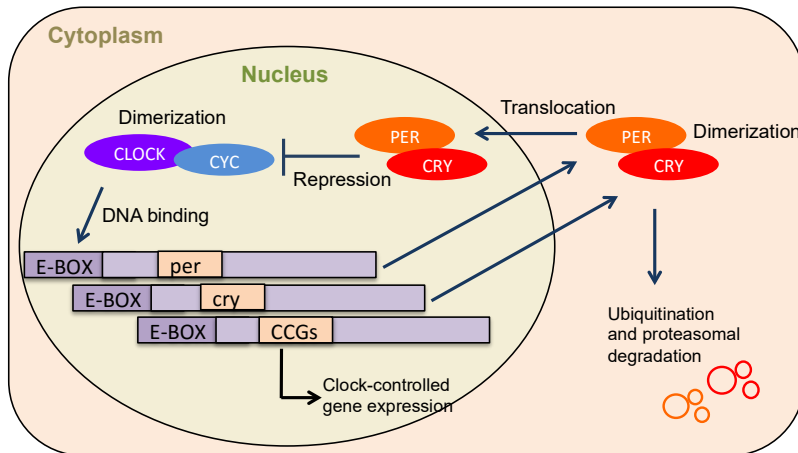 Cytoplasm
Nucleus
Dimerization
CLOCK
CYC
Repression
PER
CRY
Translocation
PER
CRY
Dimerization
DNA binding
E-BOX
per
E-BOX
cry
E-BOX
CCGs
Clock-controlled
gene expression
Ubiquitination
and proteasomal
degradation